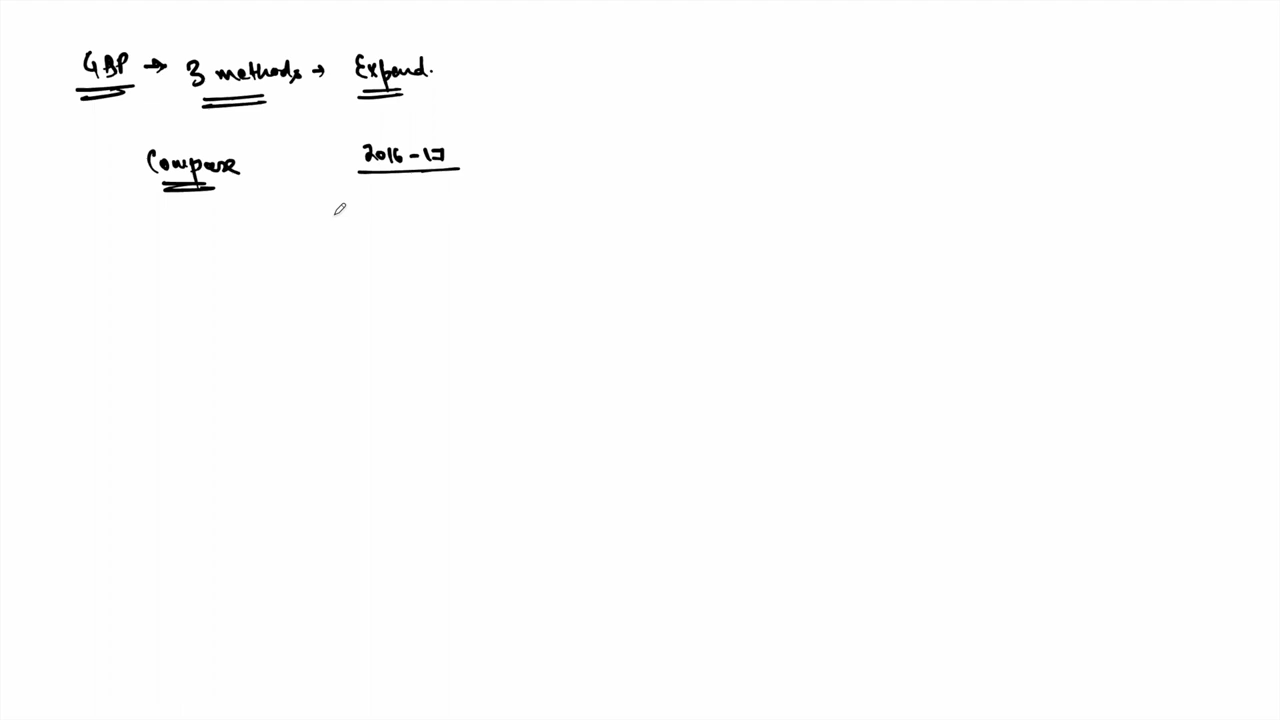 GDP → 3 methods → Expend.
Compare 2016-17